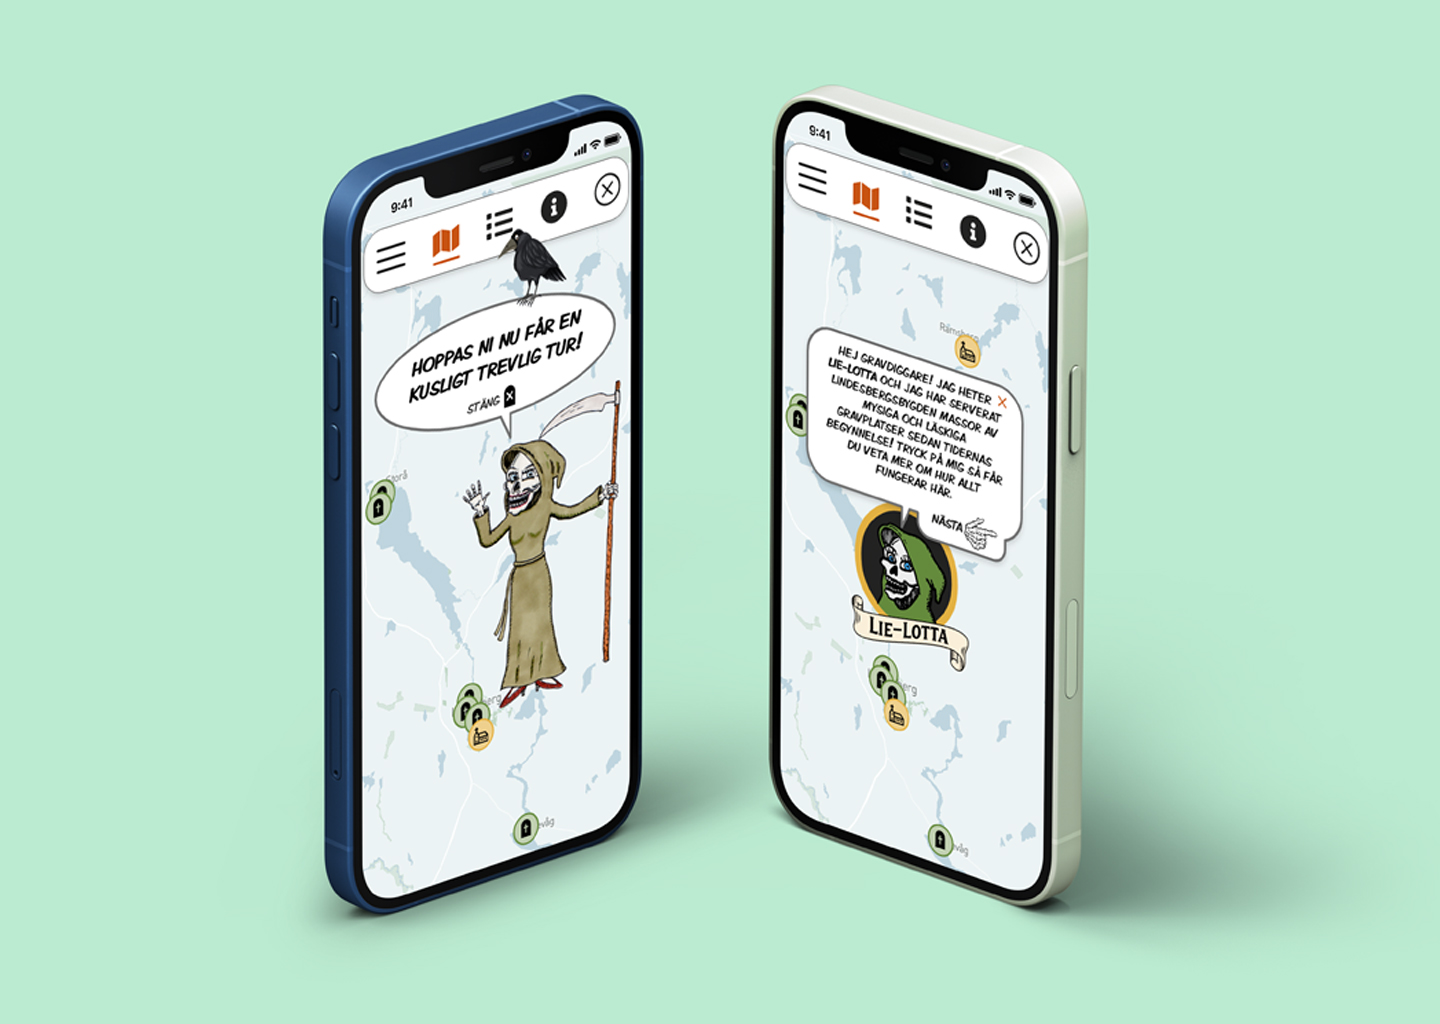 9:41
HOPPAS NI NU FÅR EN
KUSLIGT TREVLIG TUR!
STÄNG X
9:41
HEJ GRAVDIGGARE! JAG HETER X
LIE-LOTTA OCH JAG HAR SERVERAT
LINDESBERGSBYGDEN MASSOR AV
MYSIGA OCH LÄSKIGA
GRAVPLATSER SEDAN TIDERNAS
BEGYNNELSE! TRYCK PÅ MIG SÅ FÅR
DU VETA MER OM HUR ALLT
FUNGERAR HÄR.
NÄSTA
LIE-LOTTA